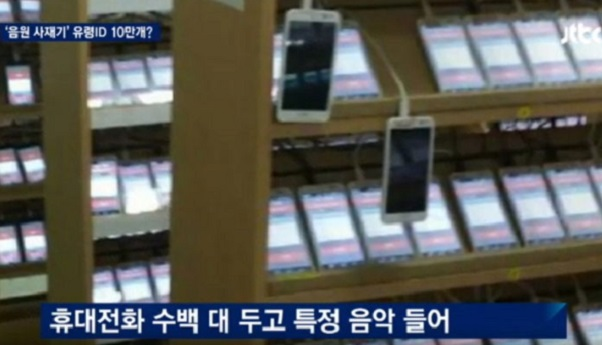 '음원 사재기' 유령ID 10만개?
jtbc
휴대전화 수백 대 두고 특정 음악 들어